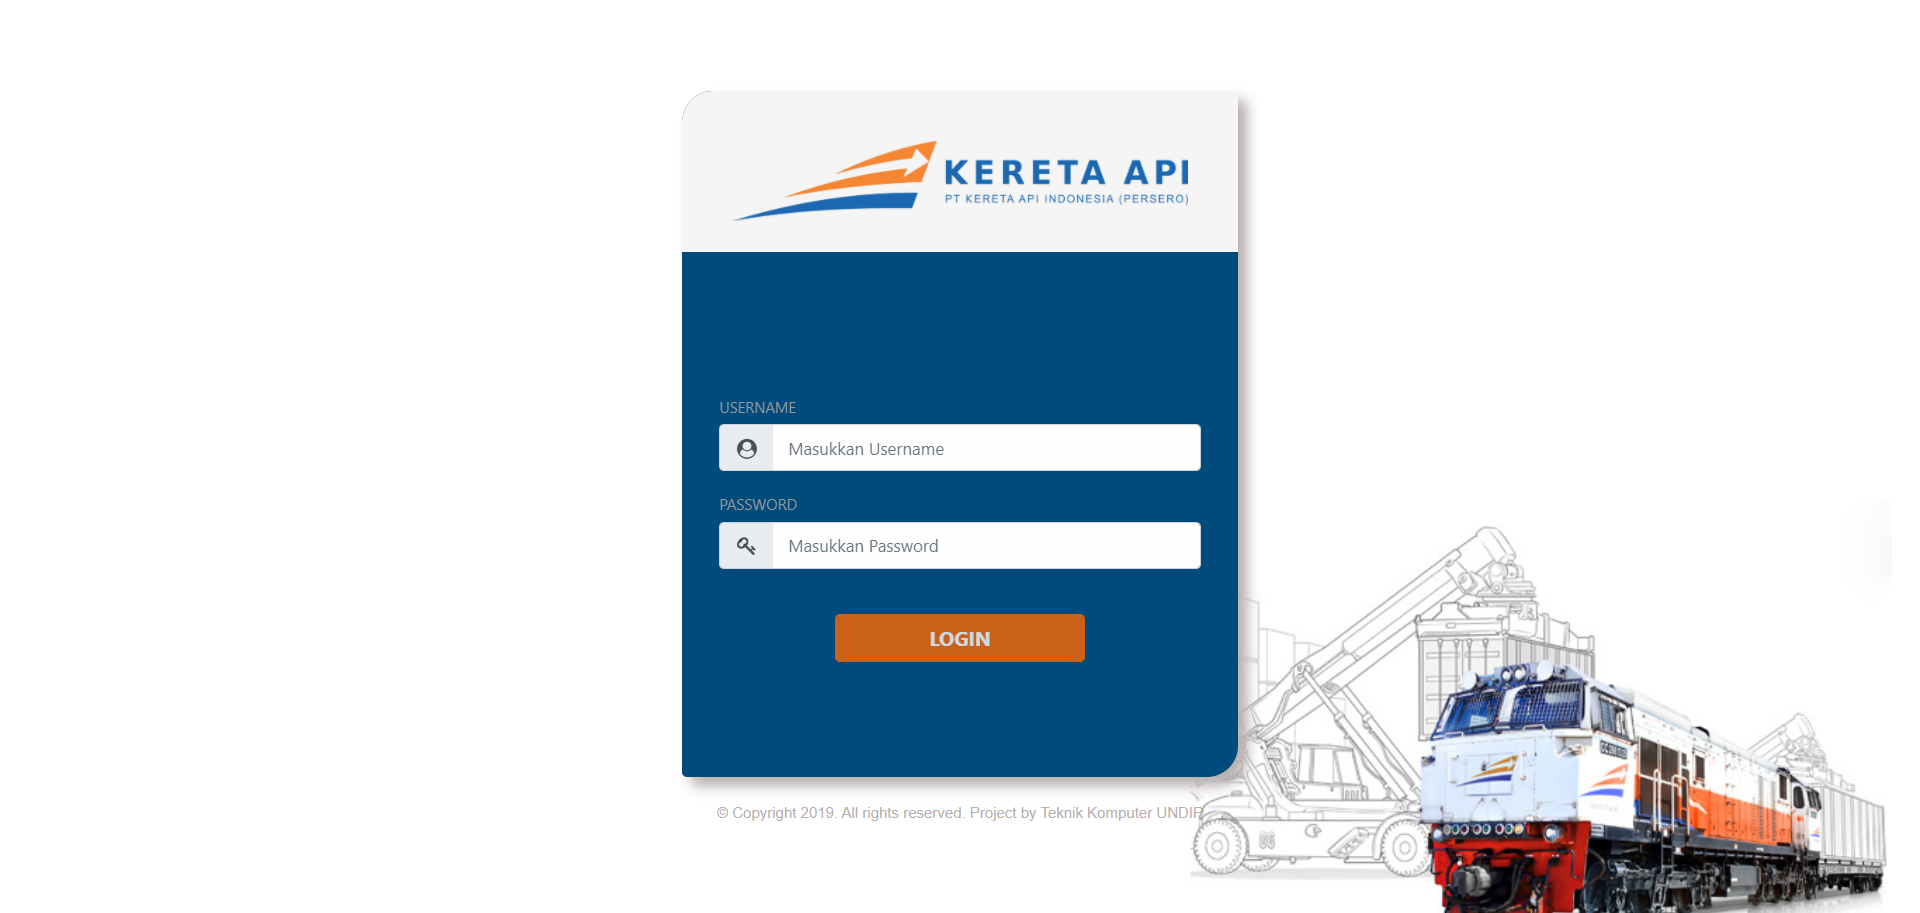 KERETA API
PT KERETA API INDONESIA (PERSERO)
USERNAME
Masukkan Username
PASSWORD
Masukkan Password
LOGIN
© Copyright 2019. All rights reserved. Project by Teknik Komputer UNDIP